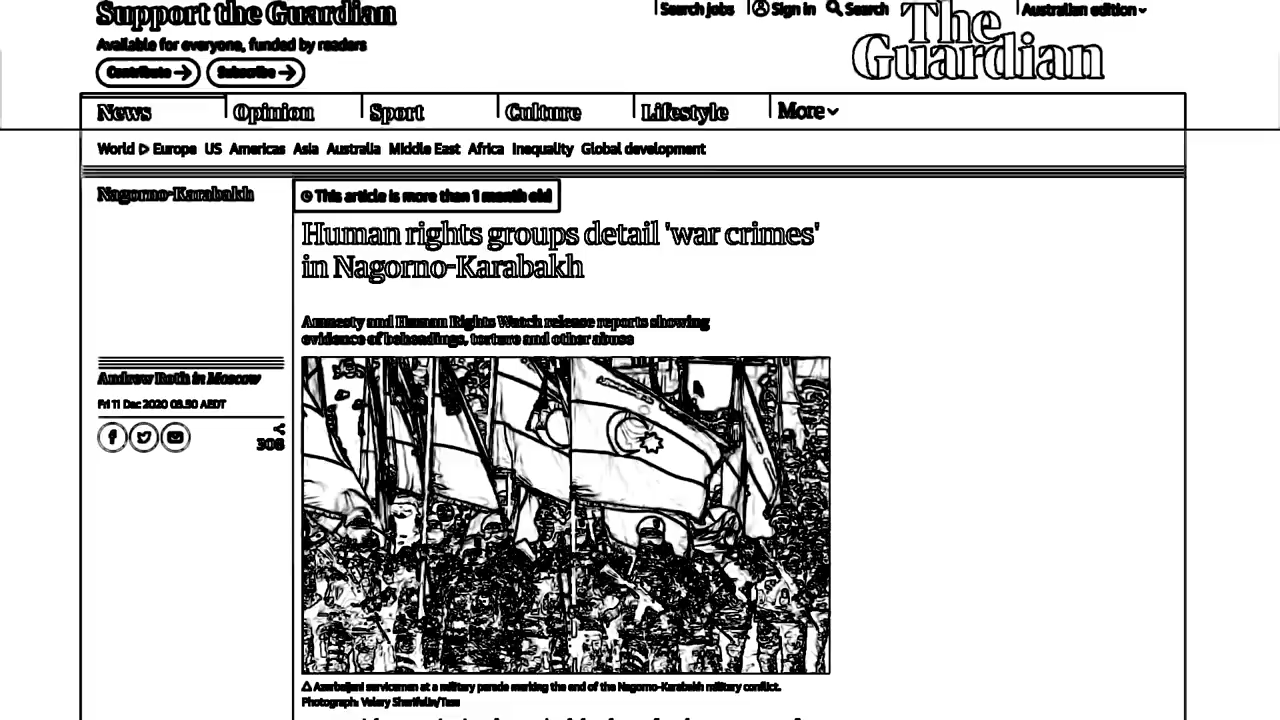 Support the Guardian
Available for everyone, funded by readers
Contribute
Subscribe
Search jobs
Sign in
Search
Australian edition
The
Guardian
News
Opinion
Sport
Culture
Lifestyle
More
World
Europe
US
Americas
Asia
Australia
Middle East
Africa
Inequality
Global development
Nagorno-Karabakh
This article is more than 1 month old
Human rights groups detail 'war crimes'
in Nagorno-Karabakh
Amnesty and Human Rights Watch release reports showing
evidence of beheadings, torture and other abuse
Andrew Roth in Moscow
Fri 11 Dec 2020 03.50 AEDT
308
Azerbaijani servicemen at a military parade marking the end of the Nagorno-Karabakh military conflict.
Photograph: Valery Sharifulin/Tass